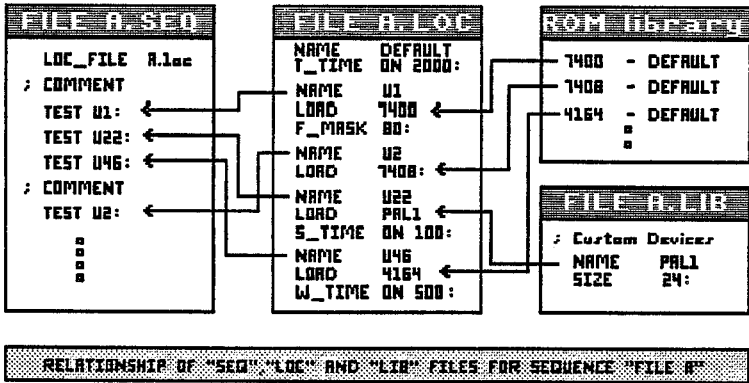 FILE A.SEQ
LOC_FILE A.loc
; COMMENT
TEST U1:
TEST U22:
TEST U46:
; COMMENT
TEST U2:
FILE A.LOC
NAME DEFAULT
T_TIME ON 2000:
NAME U1
LOAD 7400
F_MASK 80:
NAME U2
LOAD 7408:
NAME U22
LOAD PAL1
S_TIME ON 100:
NAME U46
LOAD 4164
W_TIME ON 500:
ROM library
7400 - DEFAULT
7408 - DEFAULT
4164 - DEFAULT
FILE A.LIB
; Custom Devices
NAME PAL1
SIZE 24:
RELATIONSHIP OF "SEQ","LOC" AND "LIB" FILES FOR SEQUENCE "FILE A"